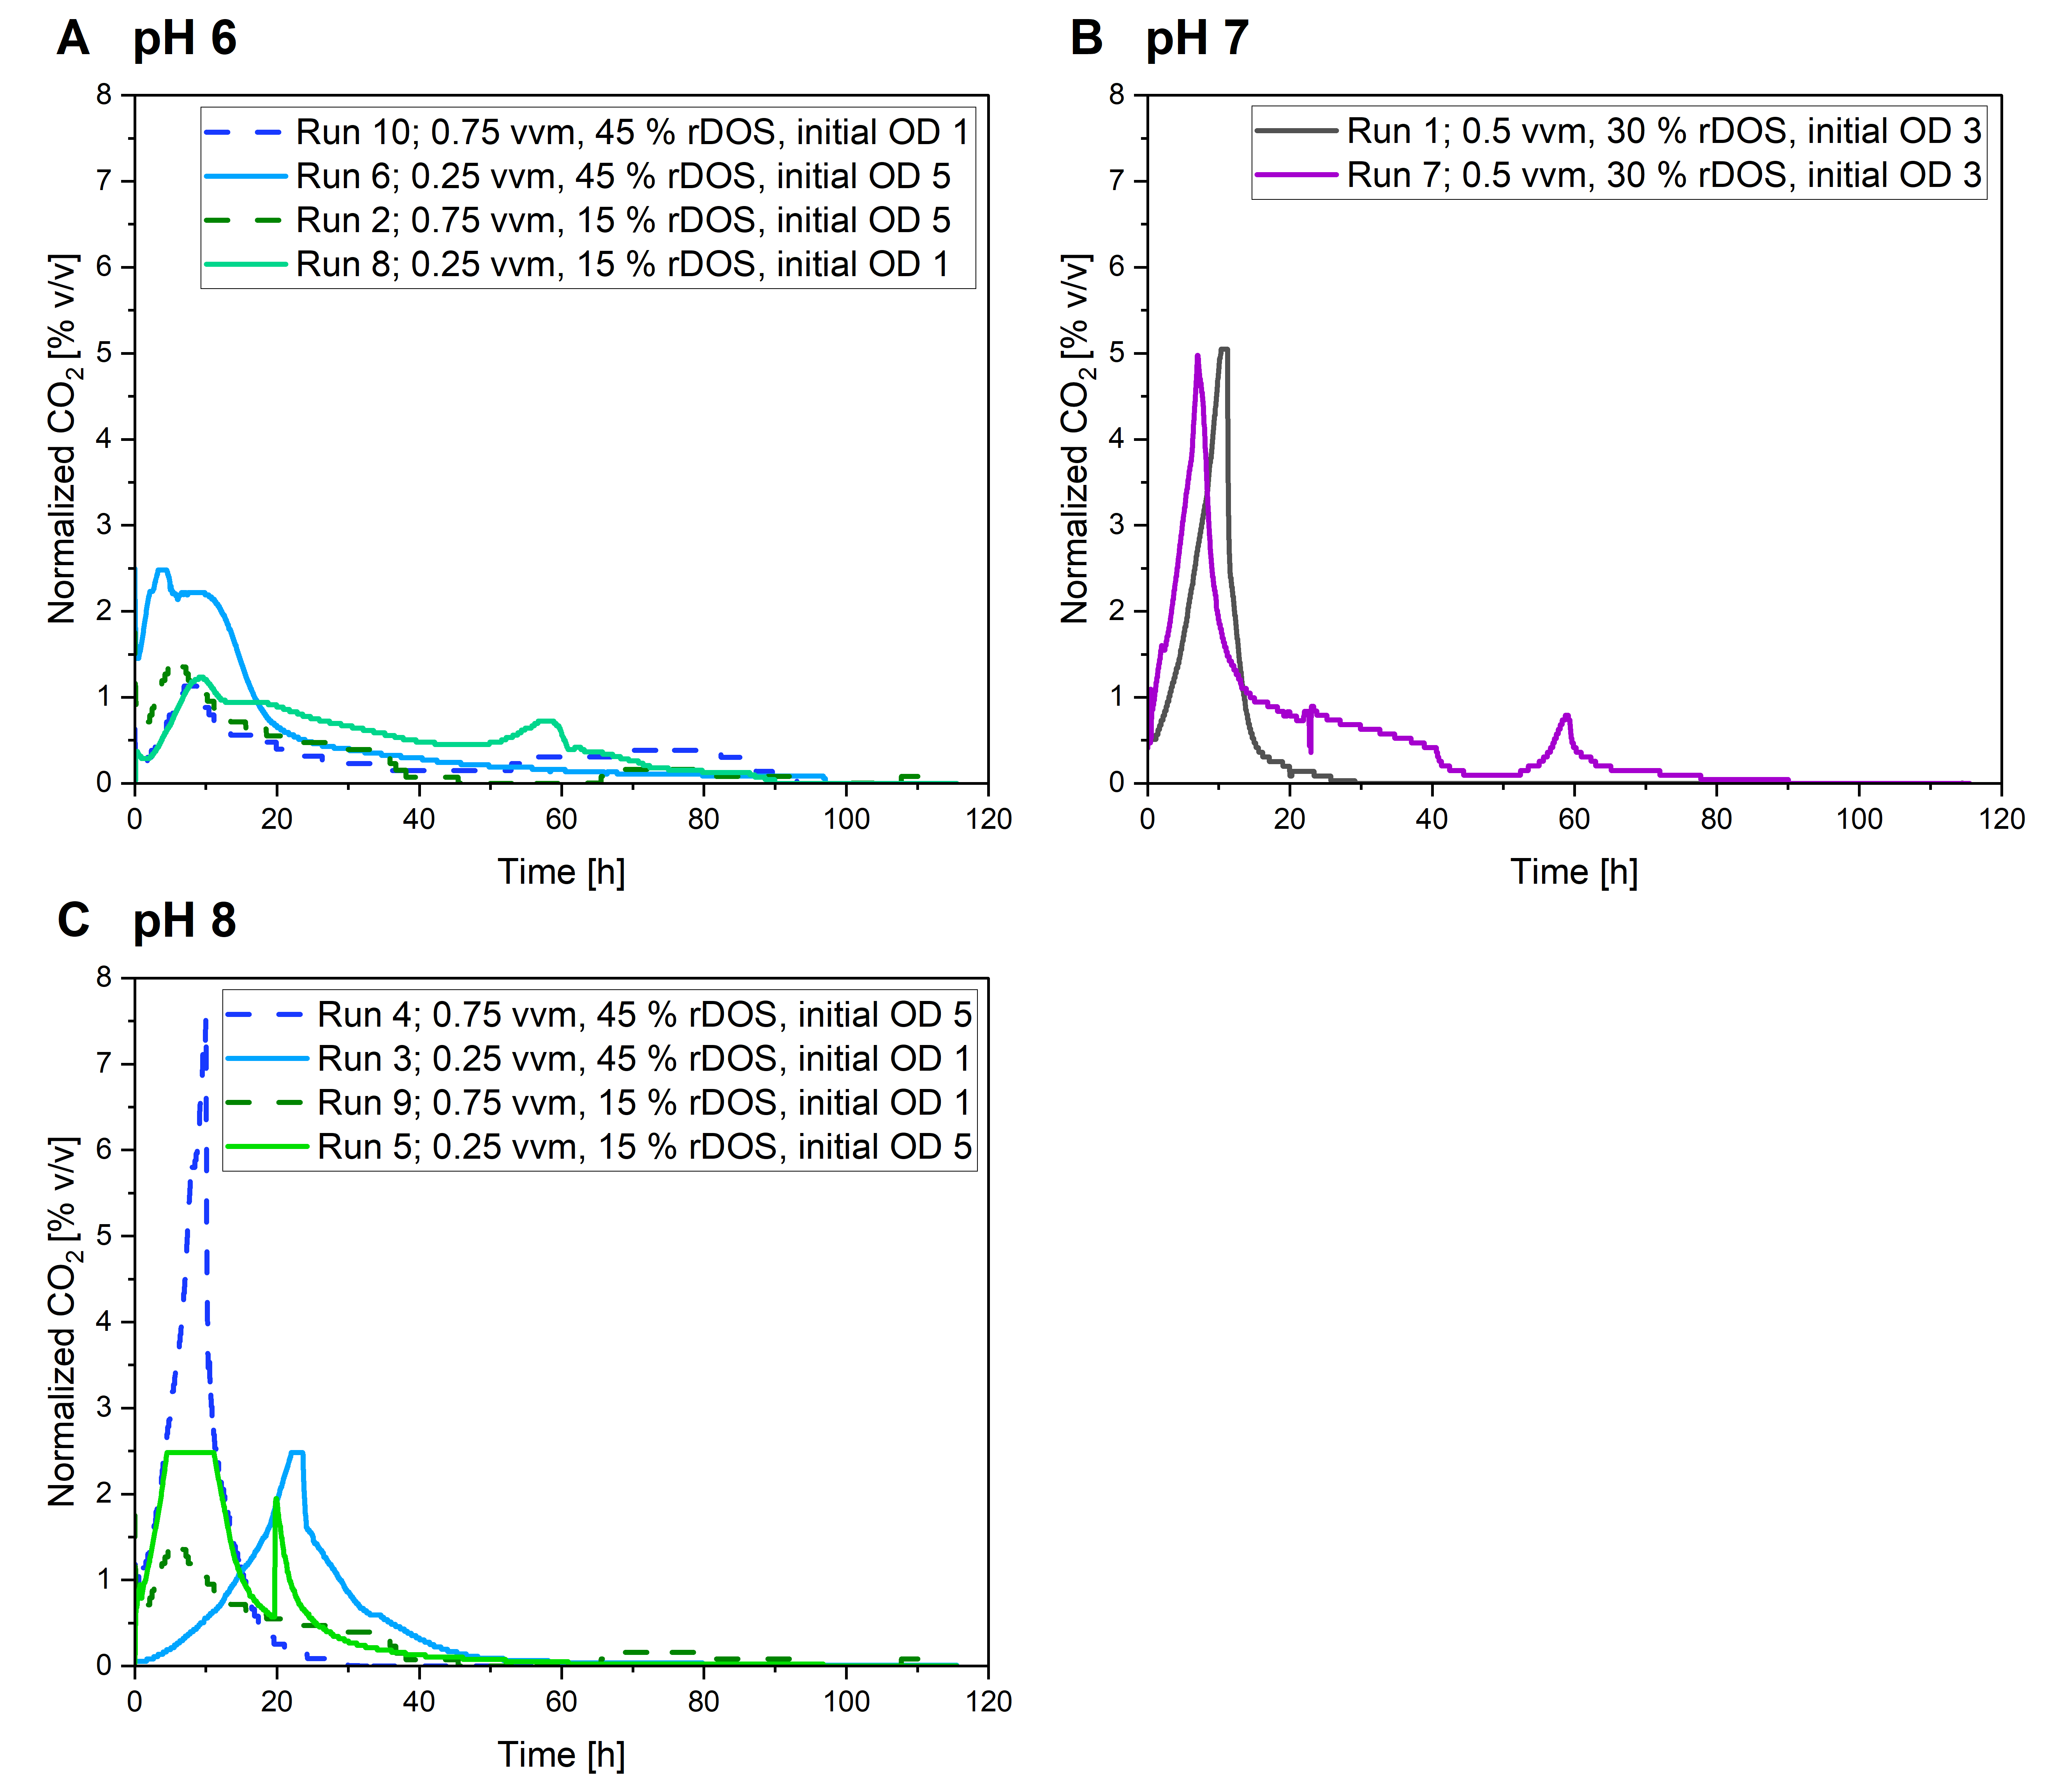 A pH 6
8
7
6
5
4
3
2
1
0
Normalized CO₂ [% v/v]
Run 10; 0.75 vvm, 45 % rDOS, initial OD 1
Run 6; 0.25 vvm, 45 % rDOS, initial OD 5
Run 2; 0.75 vvm, 15 % rDOS, initial OD 5
Run 8; 0.25 vvm, 15 % rDOS, initial OD 1
0 20 40 60 80 100 120
Time [h]
B pH 7
8
7
6
5
4
3
2
1
0
Normalized CO₂ [% v/v]
Run 1; 0.5 vvm, 30 % rDOS, initial OD 3
Run 7; 0.5 vvm, 30 % rDOS, initial OD 3
0 20 40 60 80 100 120
Time [h]
C pH 8
8
7
6
5
4
3
2
1
0
Normalized CO₂ [% v/v]
Run 4; 0.75 vvm, 45 % rDOS, initial OD 5
Run 3; 0.25 vvm, 45 % rDOS, initial OD 1
Run 9; 0.75 vvm, 15 % rDOS, initial OD 1
Run 5; 0.25 vvm, 15 % rDOS, initial OD 5
0 20 40 60 80 100 120
Time [h]